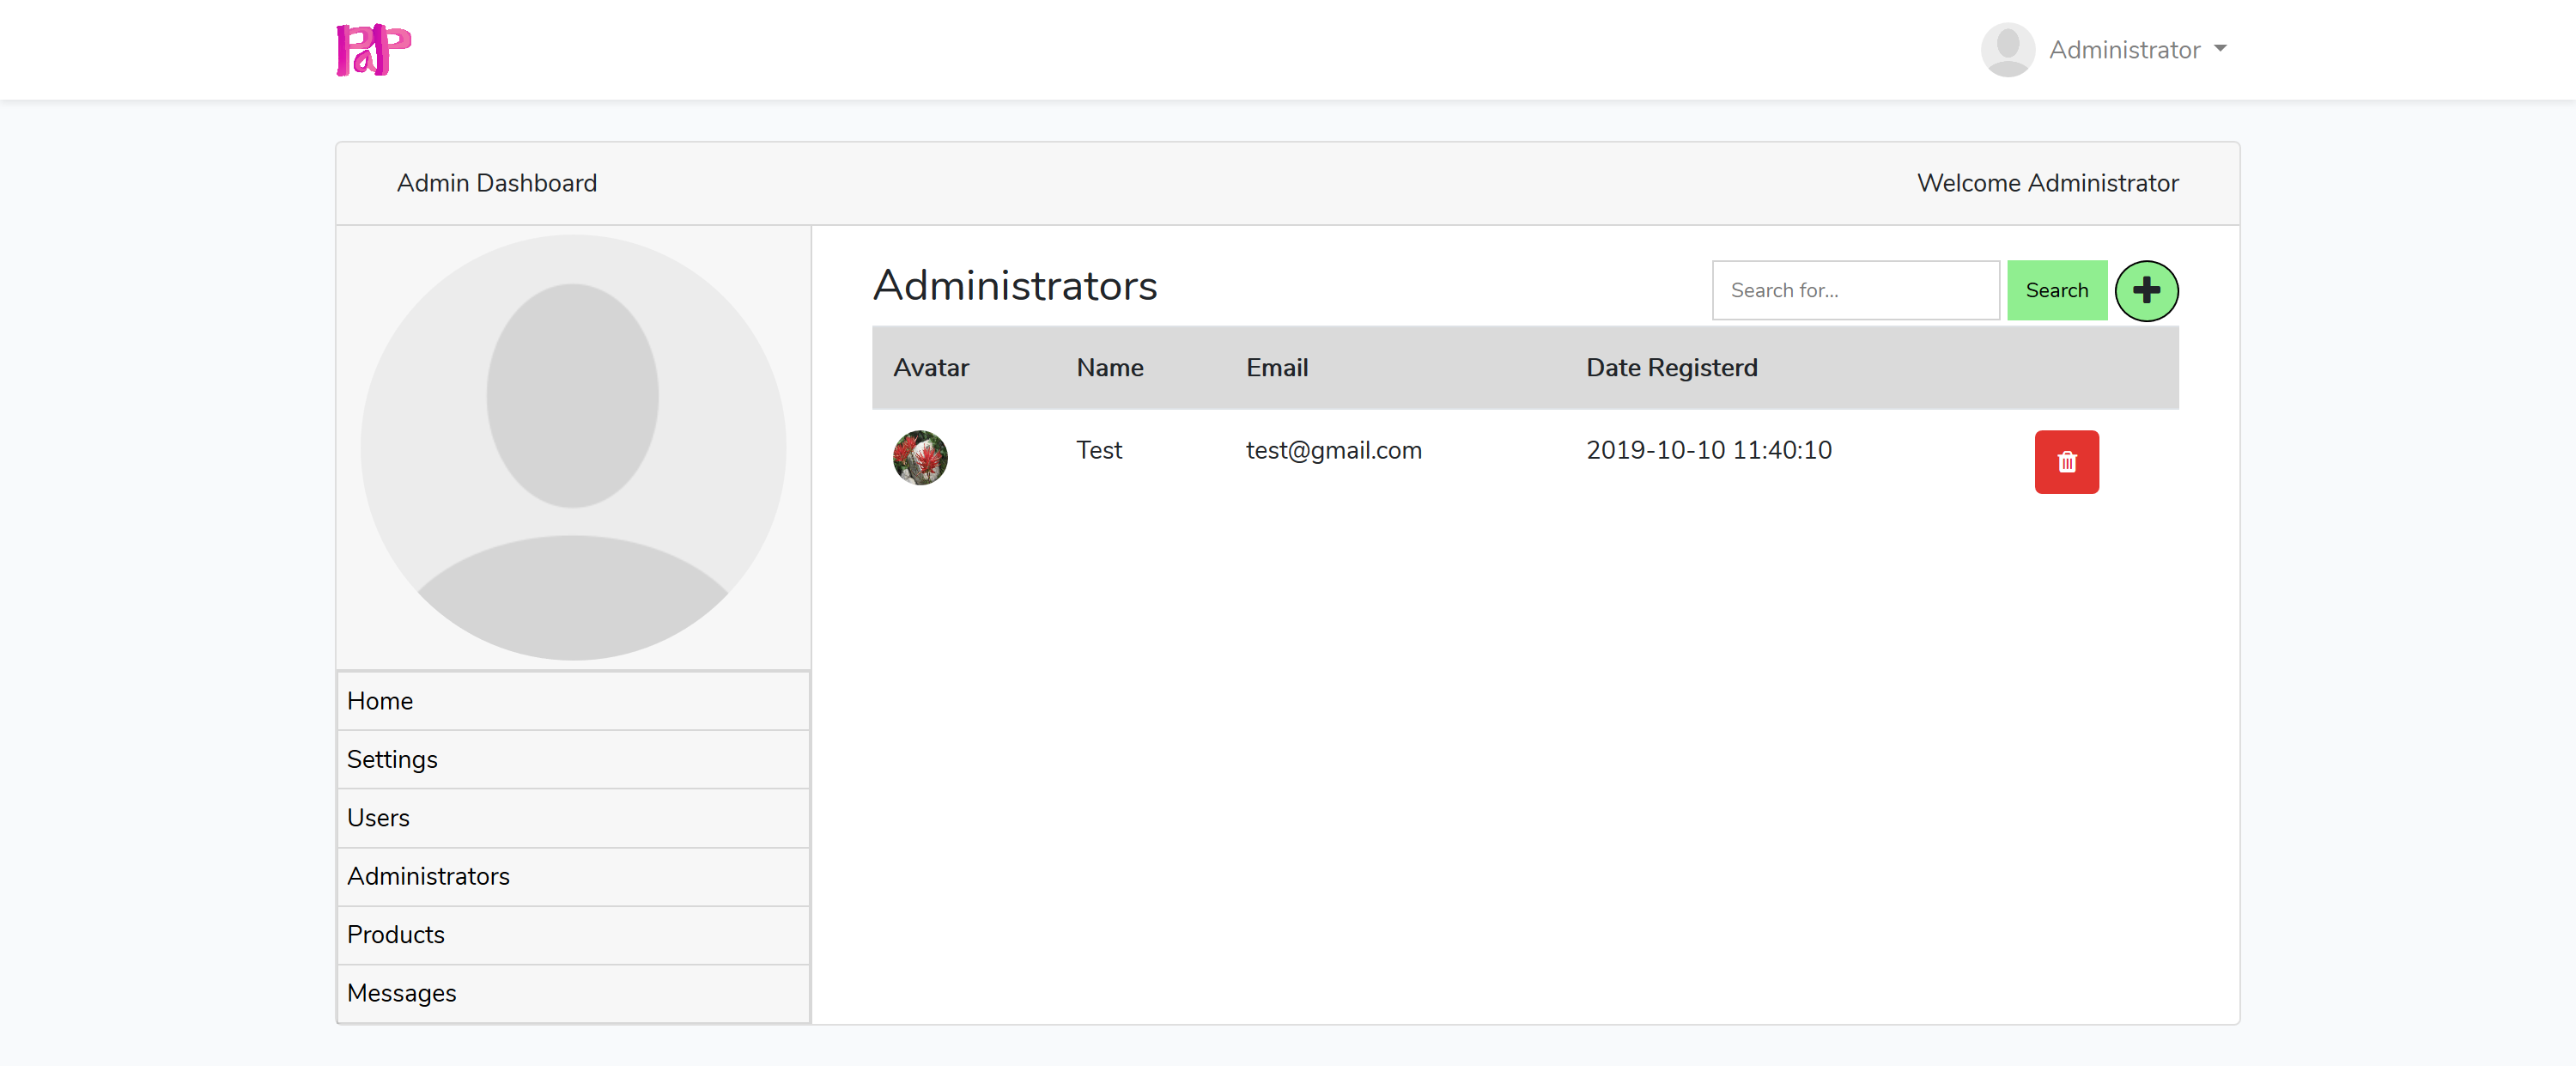 PaP
Administrator
Admin Dashboard
Welcome Administrator
Administrators
Search for...
Search
Avatar
Name
Email
Date Registerd
Test
test@gmail.com
2019-10-10 11:40:10
Home
Settings
Users
Administrators
Products
Messages